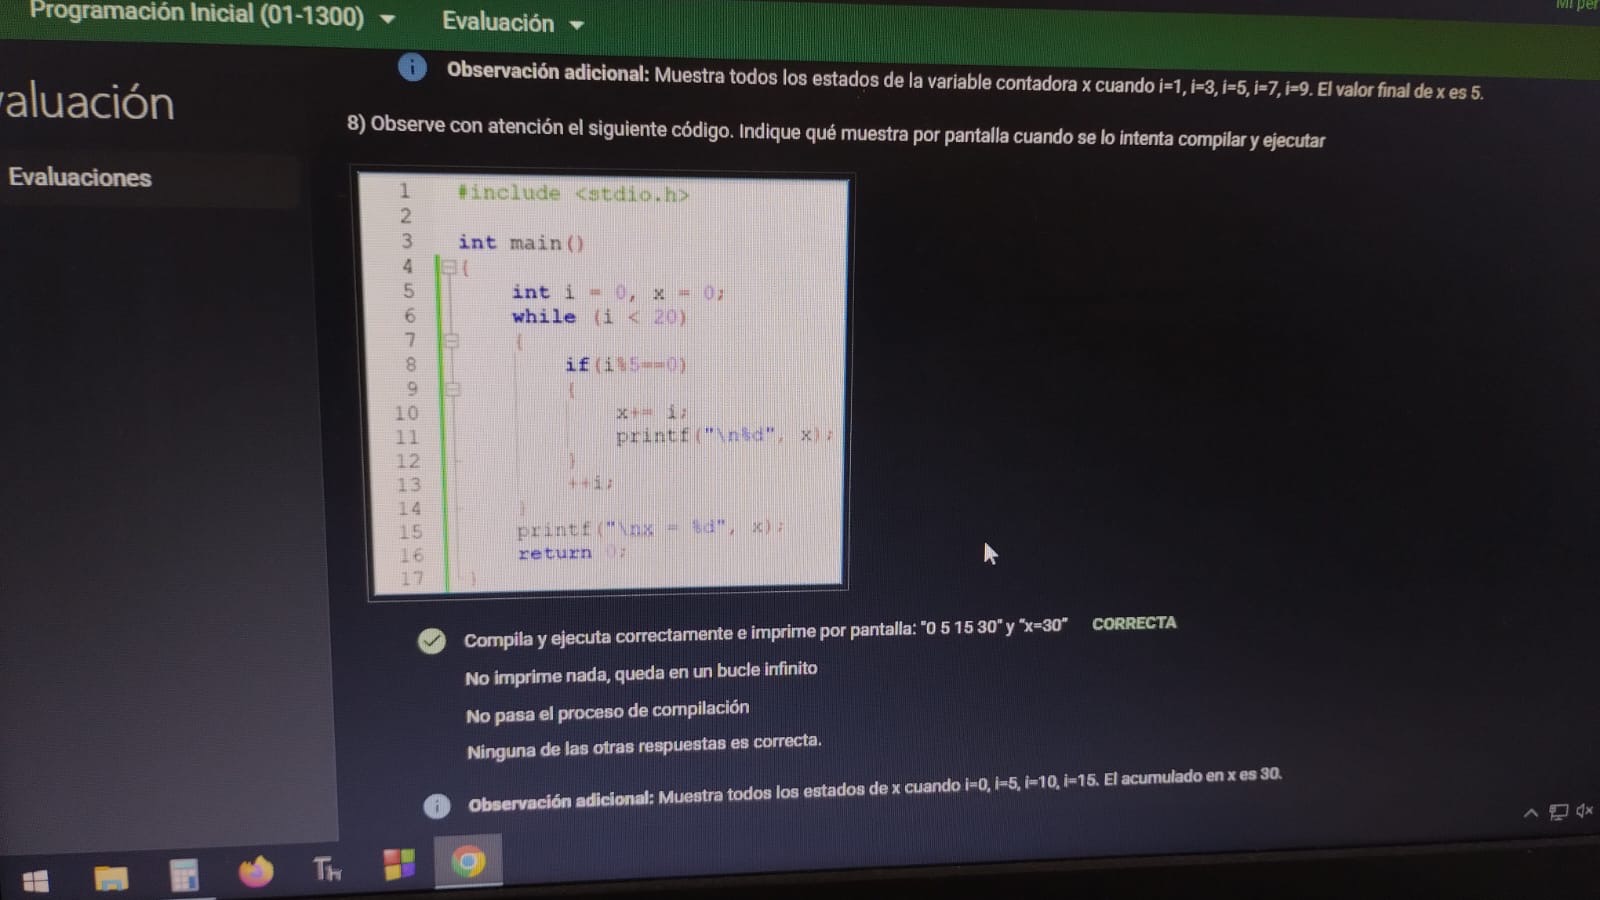 Programación Inicial (01-1300) Evaluación
Observación adicional: Muestra todos los estados de la variable contadora x cuando i=1, i=3, i=5, i=7, i=9. El valor final de x es 5.
aluación
8) Observe con atención el siguiente código. Indique qué muestra por pantalla cuando se lo intenta compilar y ejecutar
Evaluaciones
1 #include <stdio.h>
2
3 int main()
4 {
5 int i = 0, x = 0;
6 while (i < 20)
7 {
8 if(i%5==0)
9 {
10 x+= i;
11 printf("\n%d", x);
12 }
13 ++i;
14 }
15 printf("\nx = %d", x);
16 return 0;
17 }
Compila y ejecuta correctamente e imprime por pantalla: "0 5 15 30" y "x=30" CORRECTA
No imprime nada, queda en un bucle infinito
No pasa el proceso de compilación
Ninguna de las otras respuestas es correcta.
Observación adicional: Muestra todos los estados de x cuando i=0, i=5, i=10, i=15. El acumulado en x es 30.